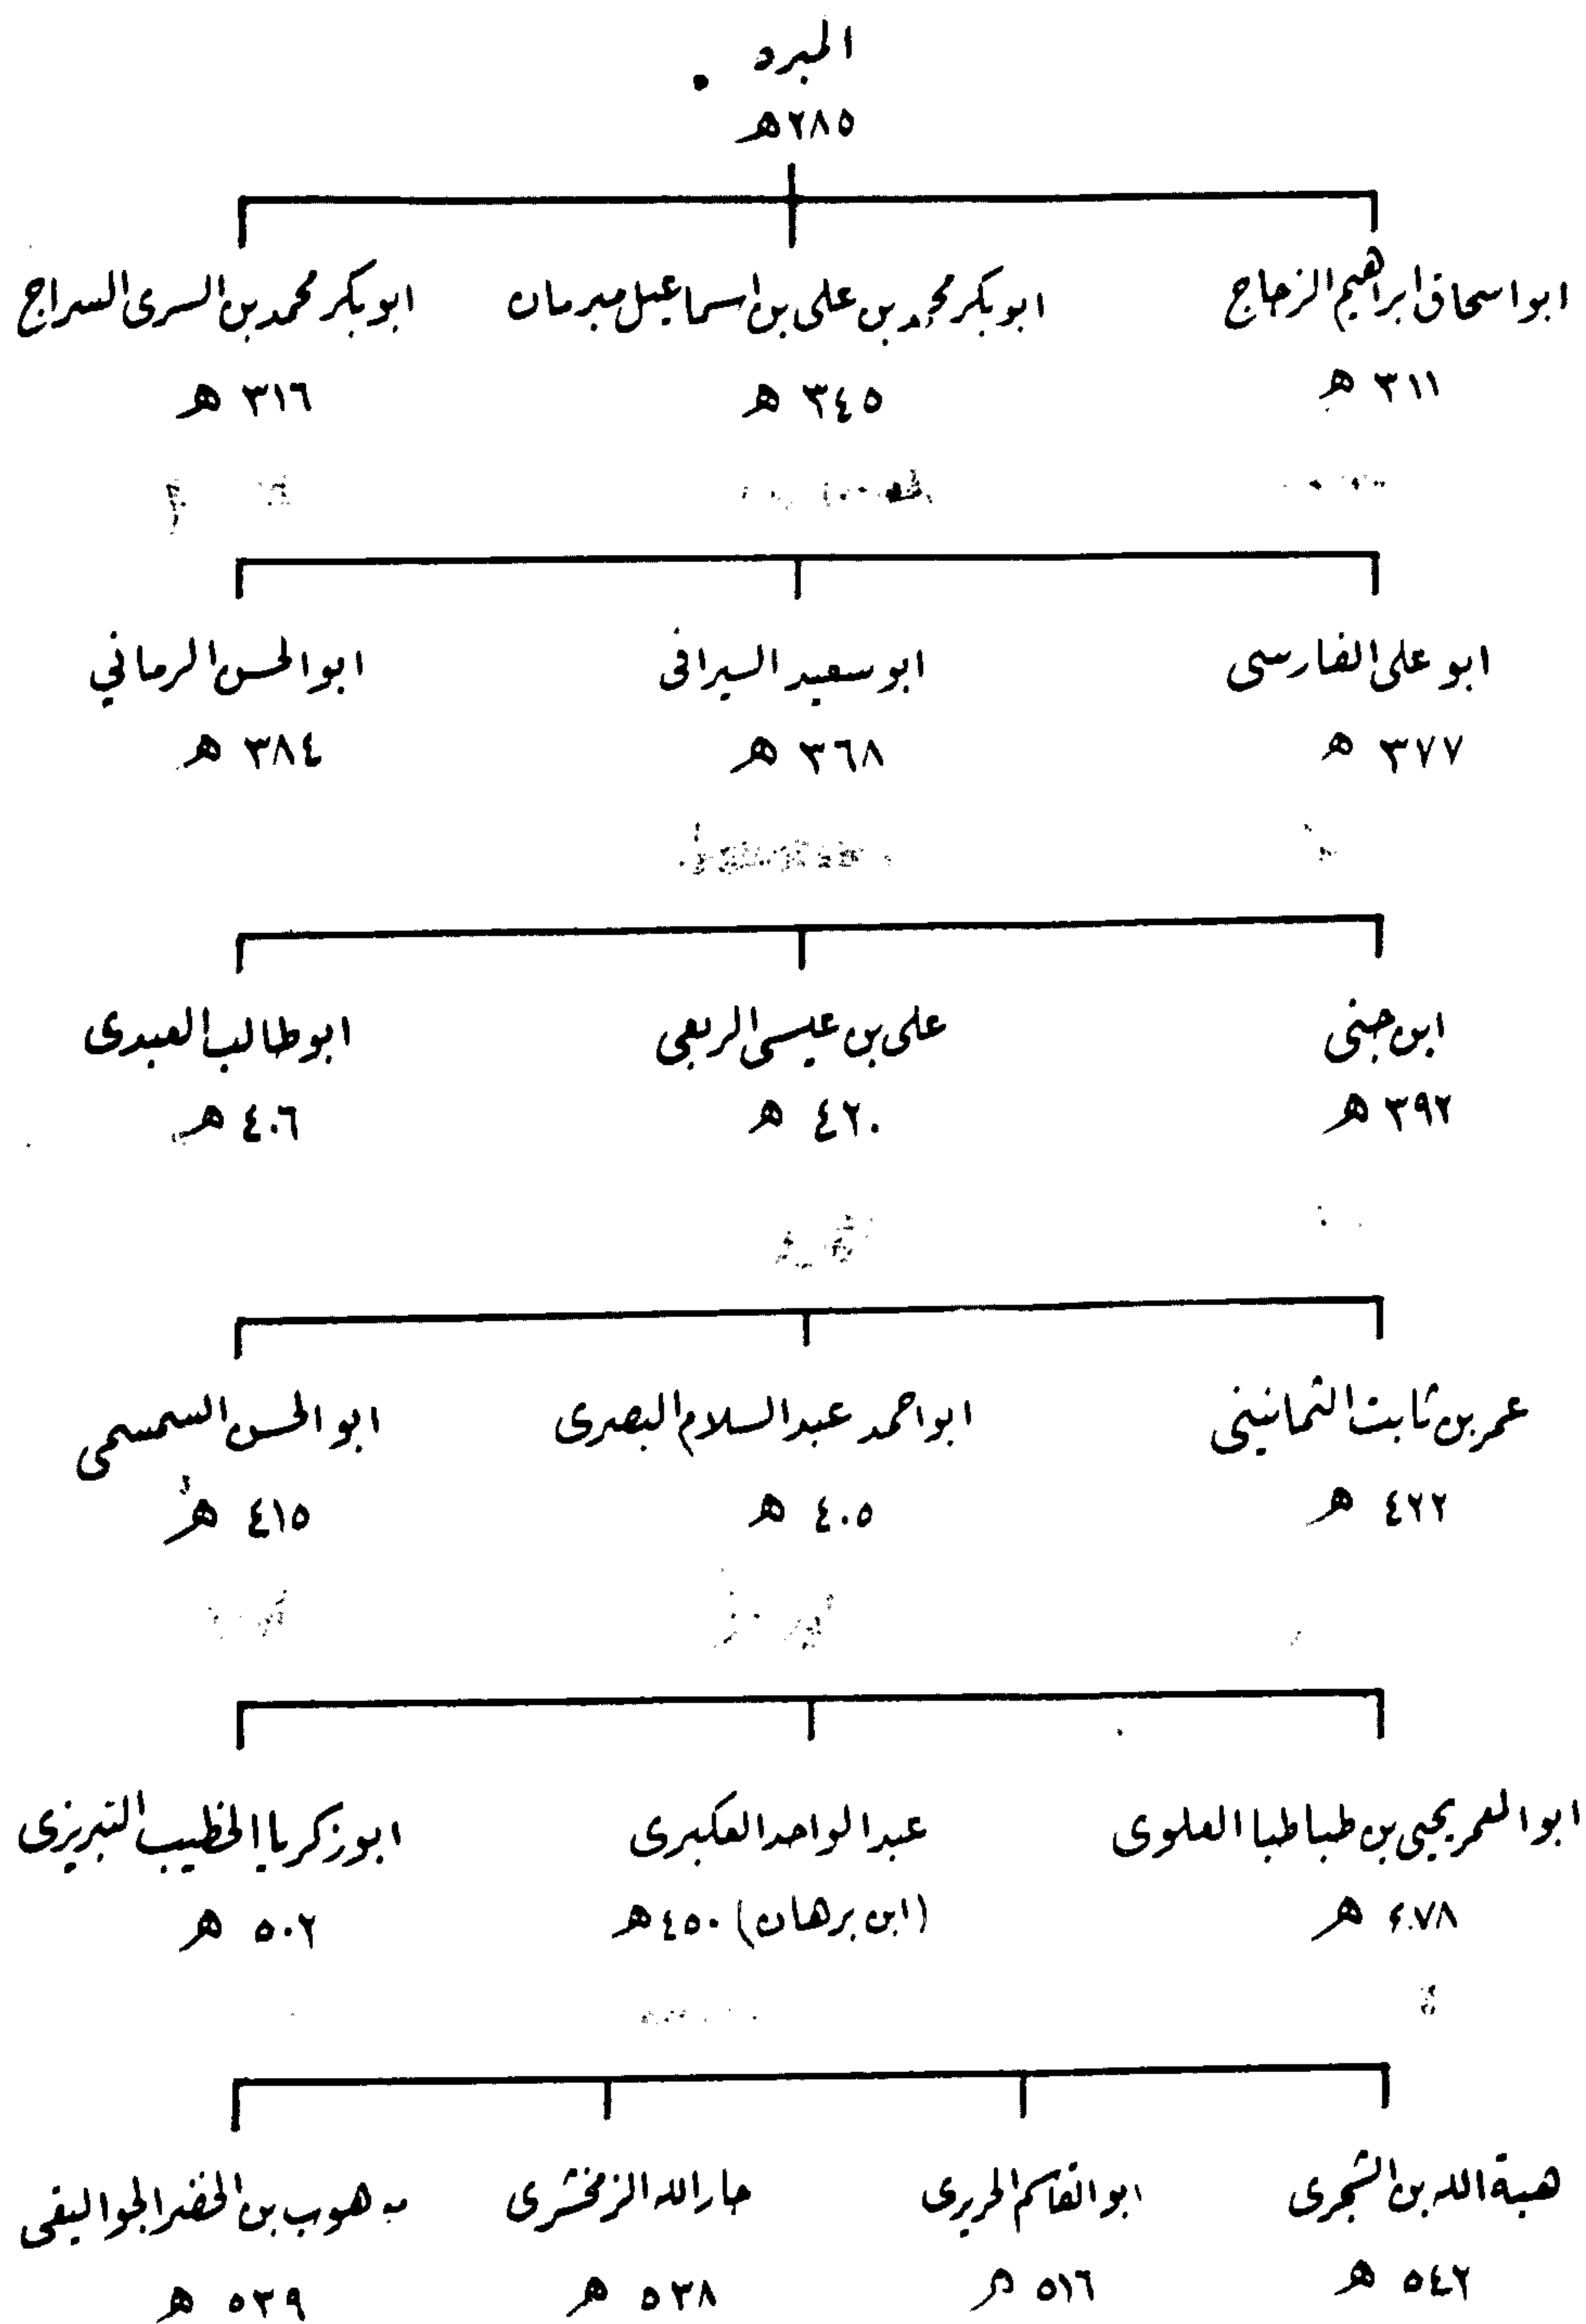 المبرد
٢٨٥هـ
ابو اسحاق ابراهيم الزجاج
ابو بكر محمد بن على بن اسماعيل مبرمان
ابو بكر محمد بن السرى السراج
٣١١ هـ
٣٤٥ هـ
٣١٦ هـ
ابو على الفارسى
ابو سعيد السيرافى
ابو الحسن الرماني
٣٧٧ هـ
٣٦٨ هـ
٣٨٤ هـ
ابن جنى
على بن عيسى الربعى
ابو طالب العبدى
٣٩٢ هـ
٤٢٠ هـ
٤٠٦ هـ
عمر بن ثابت الثمانينى
ابو احمد عبد السلام البصرى
ابو الحسن السمسمى
٤٢٢ هـ
٤٠٥ هـ
٤١٥ هـ
ابو المعمر يحيى بن طباطبا العلوى
عبد الواحد العكبرى
ابو زكريا الخطيب التبريزى
٤٧٨ هـ
(ابن برهان) ٤٥٠هـ
٥٠٢ هـ
هبة الله بن الشجرى
ابو القاسم الحريرى
جار الله الزمخشرى
موهوب بن الخضر الجواليقى
٥٤٢ هـ
٥١٦ هـ
٥٣٨ هـ
٥٣٩ هـ